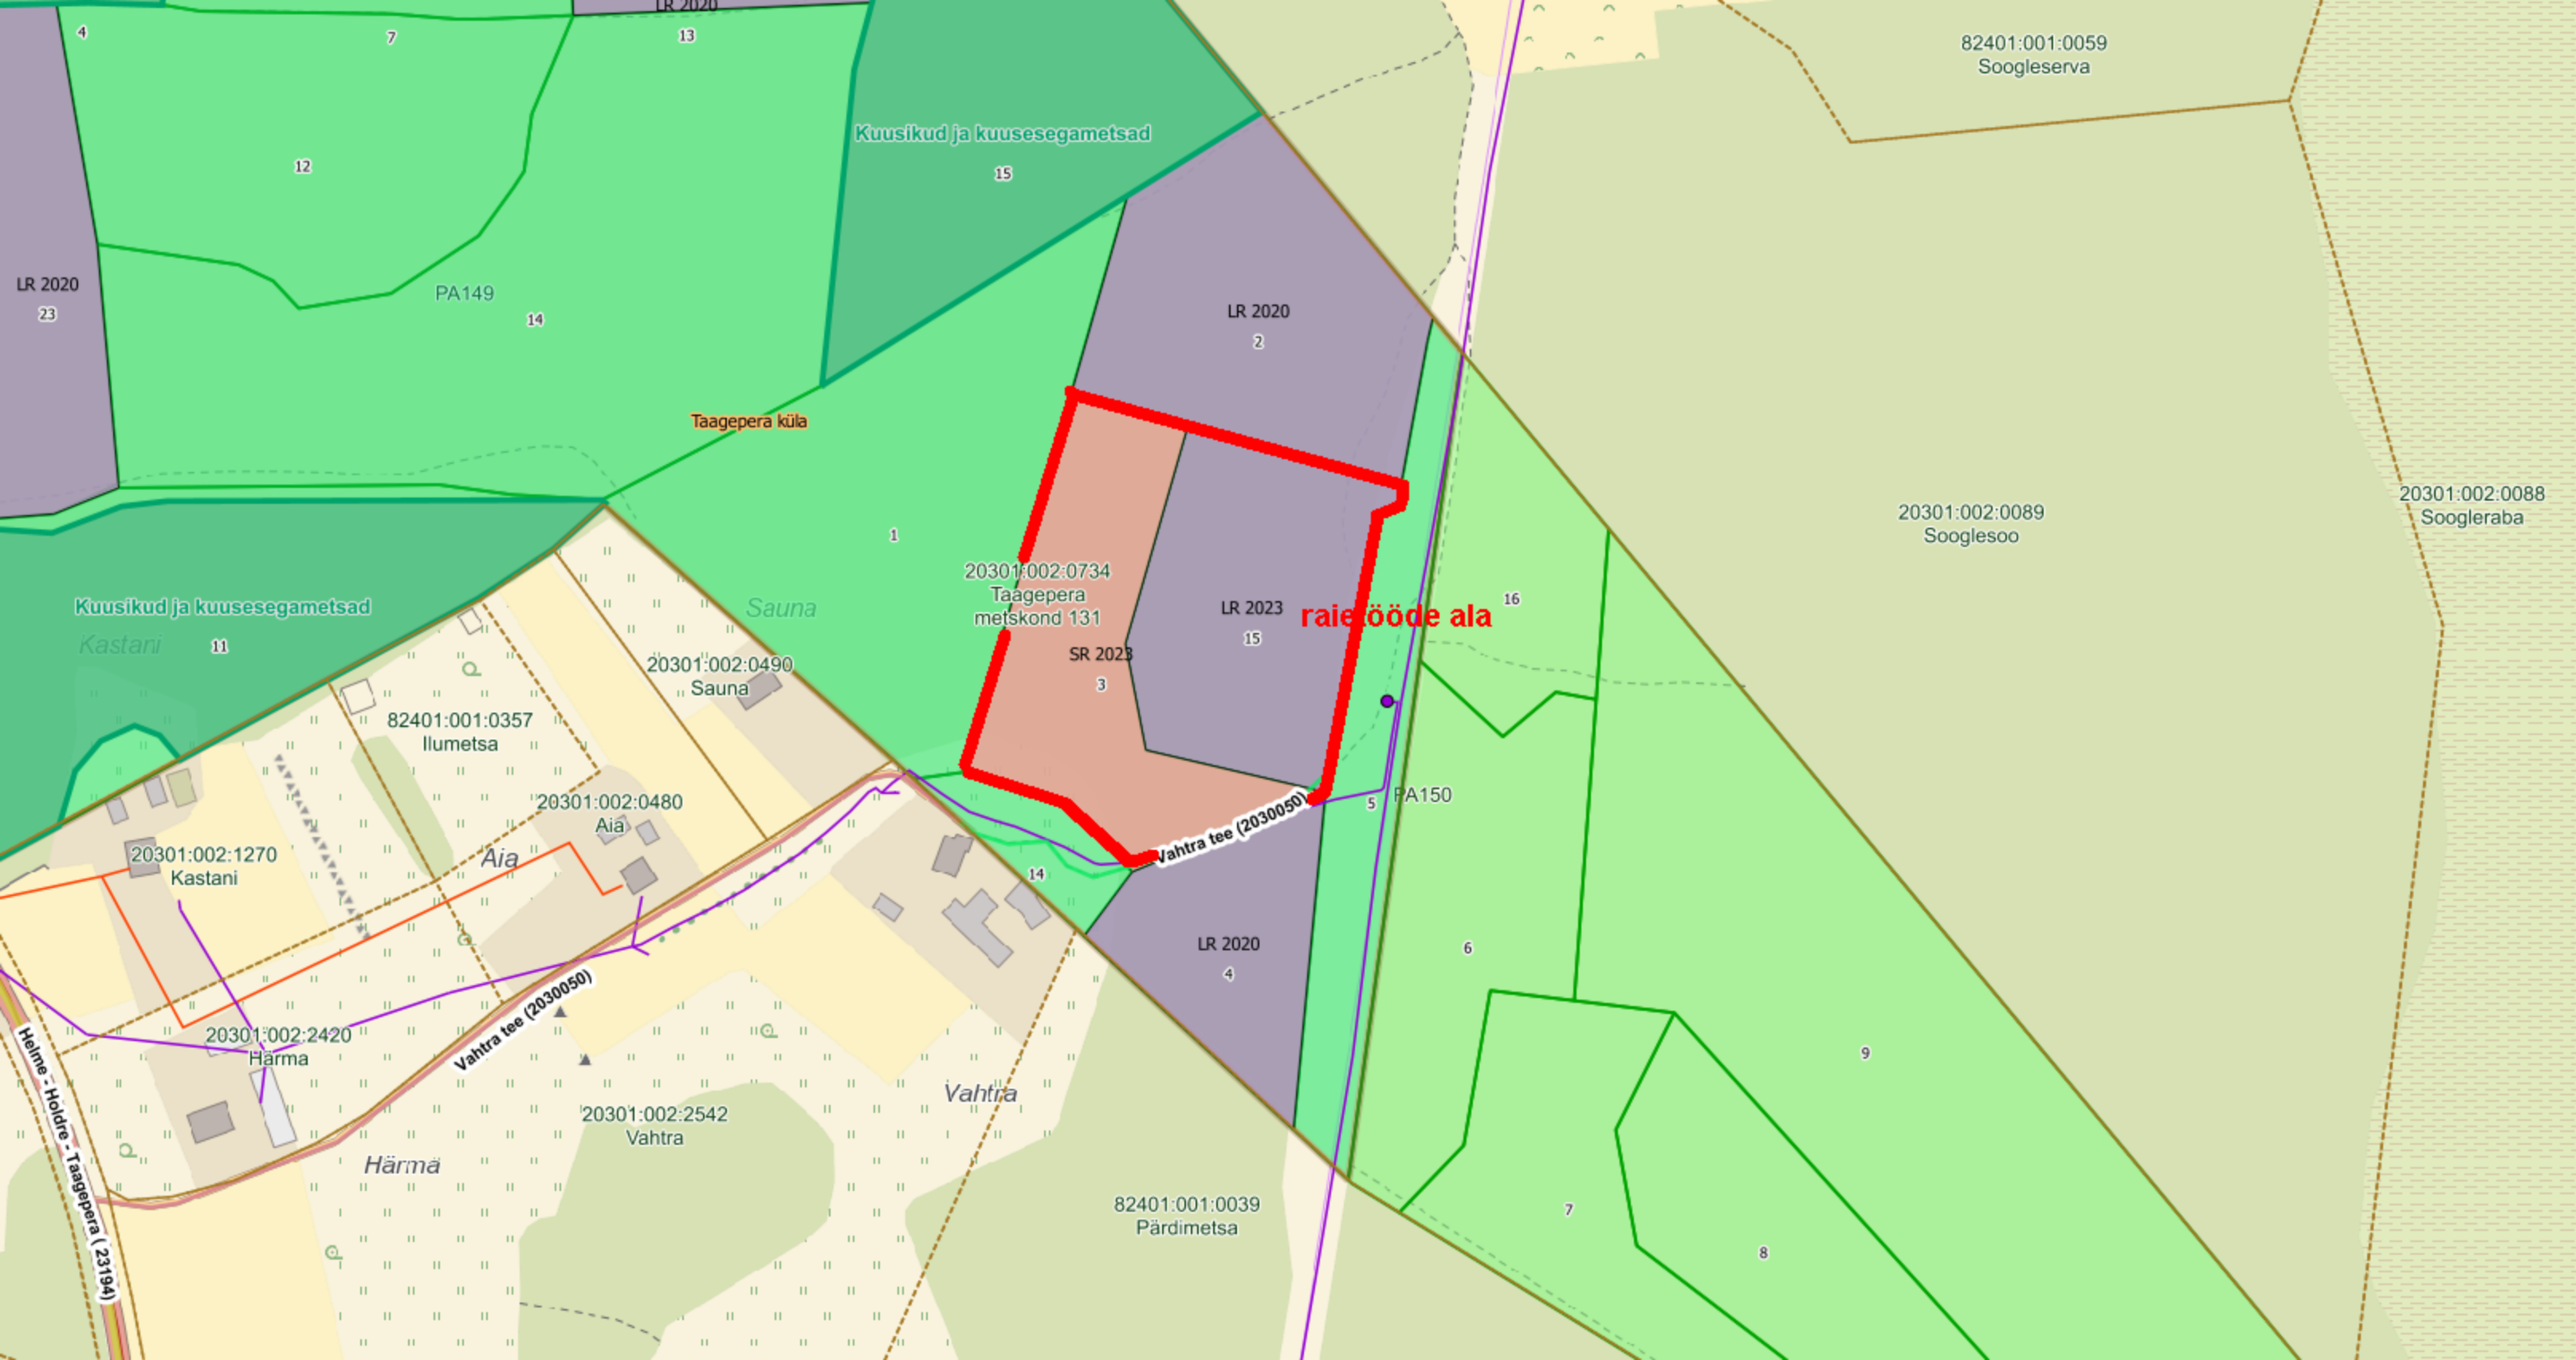 LR 2020
4
7
13
82401:001:0059
Soogleserva
Kuusikud ja kuusesegametsad
15
12
LR 2020
23
PA149
14
LR 2020
2
Taagepera küla
1
20301:002:0088
Soogleraba
20301:002:0089
Sooglesoo
20301:002:0734
Taagepera
metskond 131
LR 2023
15
raietööde ala
16
Kuusikud ja kuusesegametsad
Kastani
11
Sauna
SR 2023
3
20301:002:0490
Sauna
82401:001:0357
Ilumetsa
20301:002:0480
Aia
Aia
5
PA150
Vahtra tee (2030050)
20301:002:1270
Kastani
14
LR 2020
4
6
Vahtra tee (2030050)
20301:002:2420
Härma
9
Helme - Holdre - Taagepera ( 23194)
Vahtra
20301:002:2542
Vahtra
Härma
82401:001:0039
Pärdimetsa
7
8